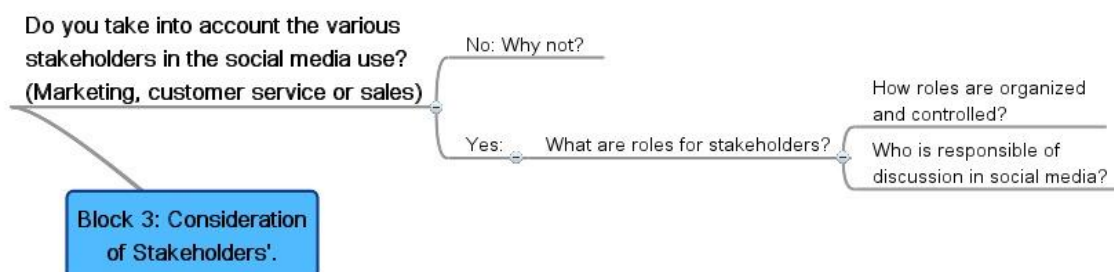 Do you take into account the various
stakeholders in the social media use?
(Marketing, customer service or sales)
No: Why not?
Yes:
What are roles for stakeholders?
How roles are organized
and controlled?
Who is responsible of
discussion in social media?
Block 3: Consideration
of Stakeholders'.